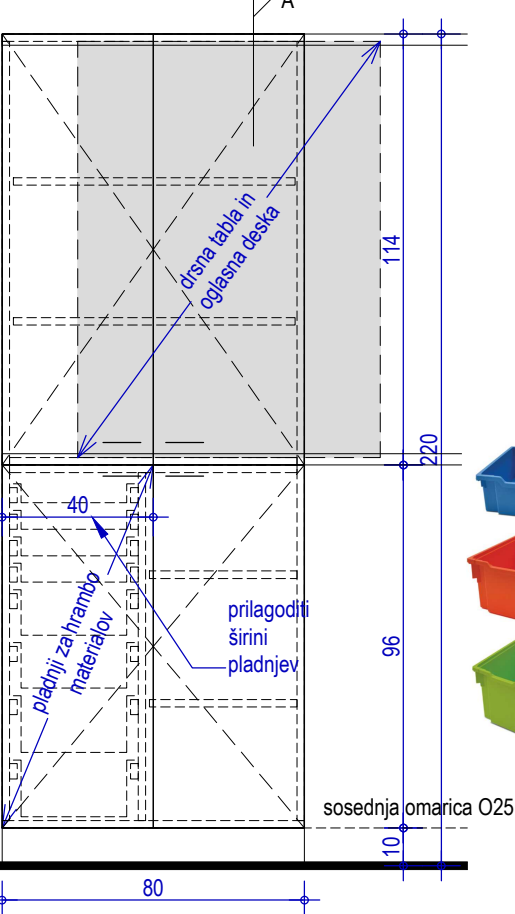 A
drsna tabla in
oglasna deska
114
220
40
pladnji za hrambo
materialov
prilagoditi
širini
pladnjev
96
sosednja omarica O25
10
80